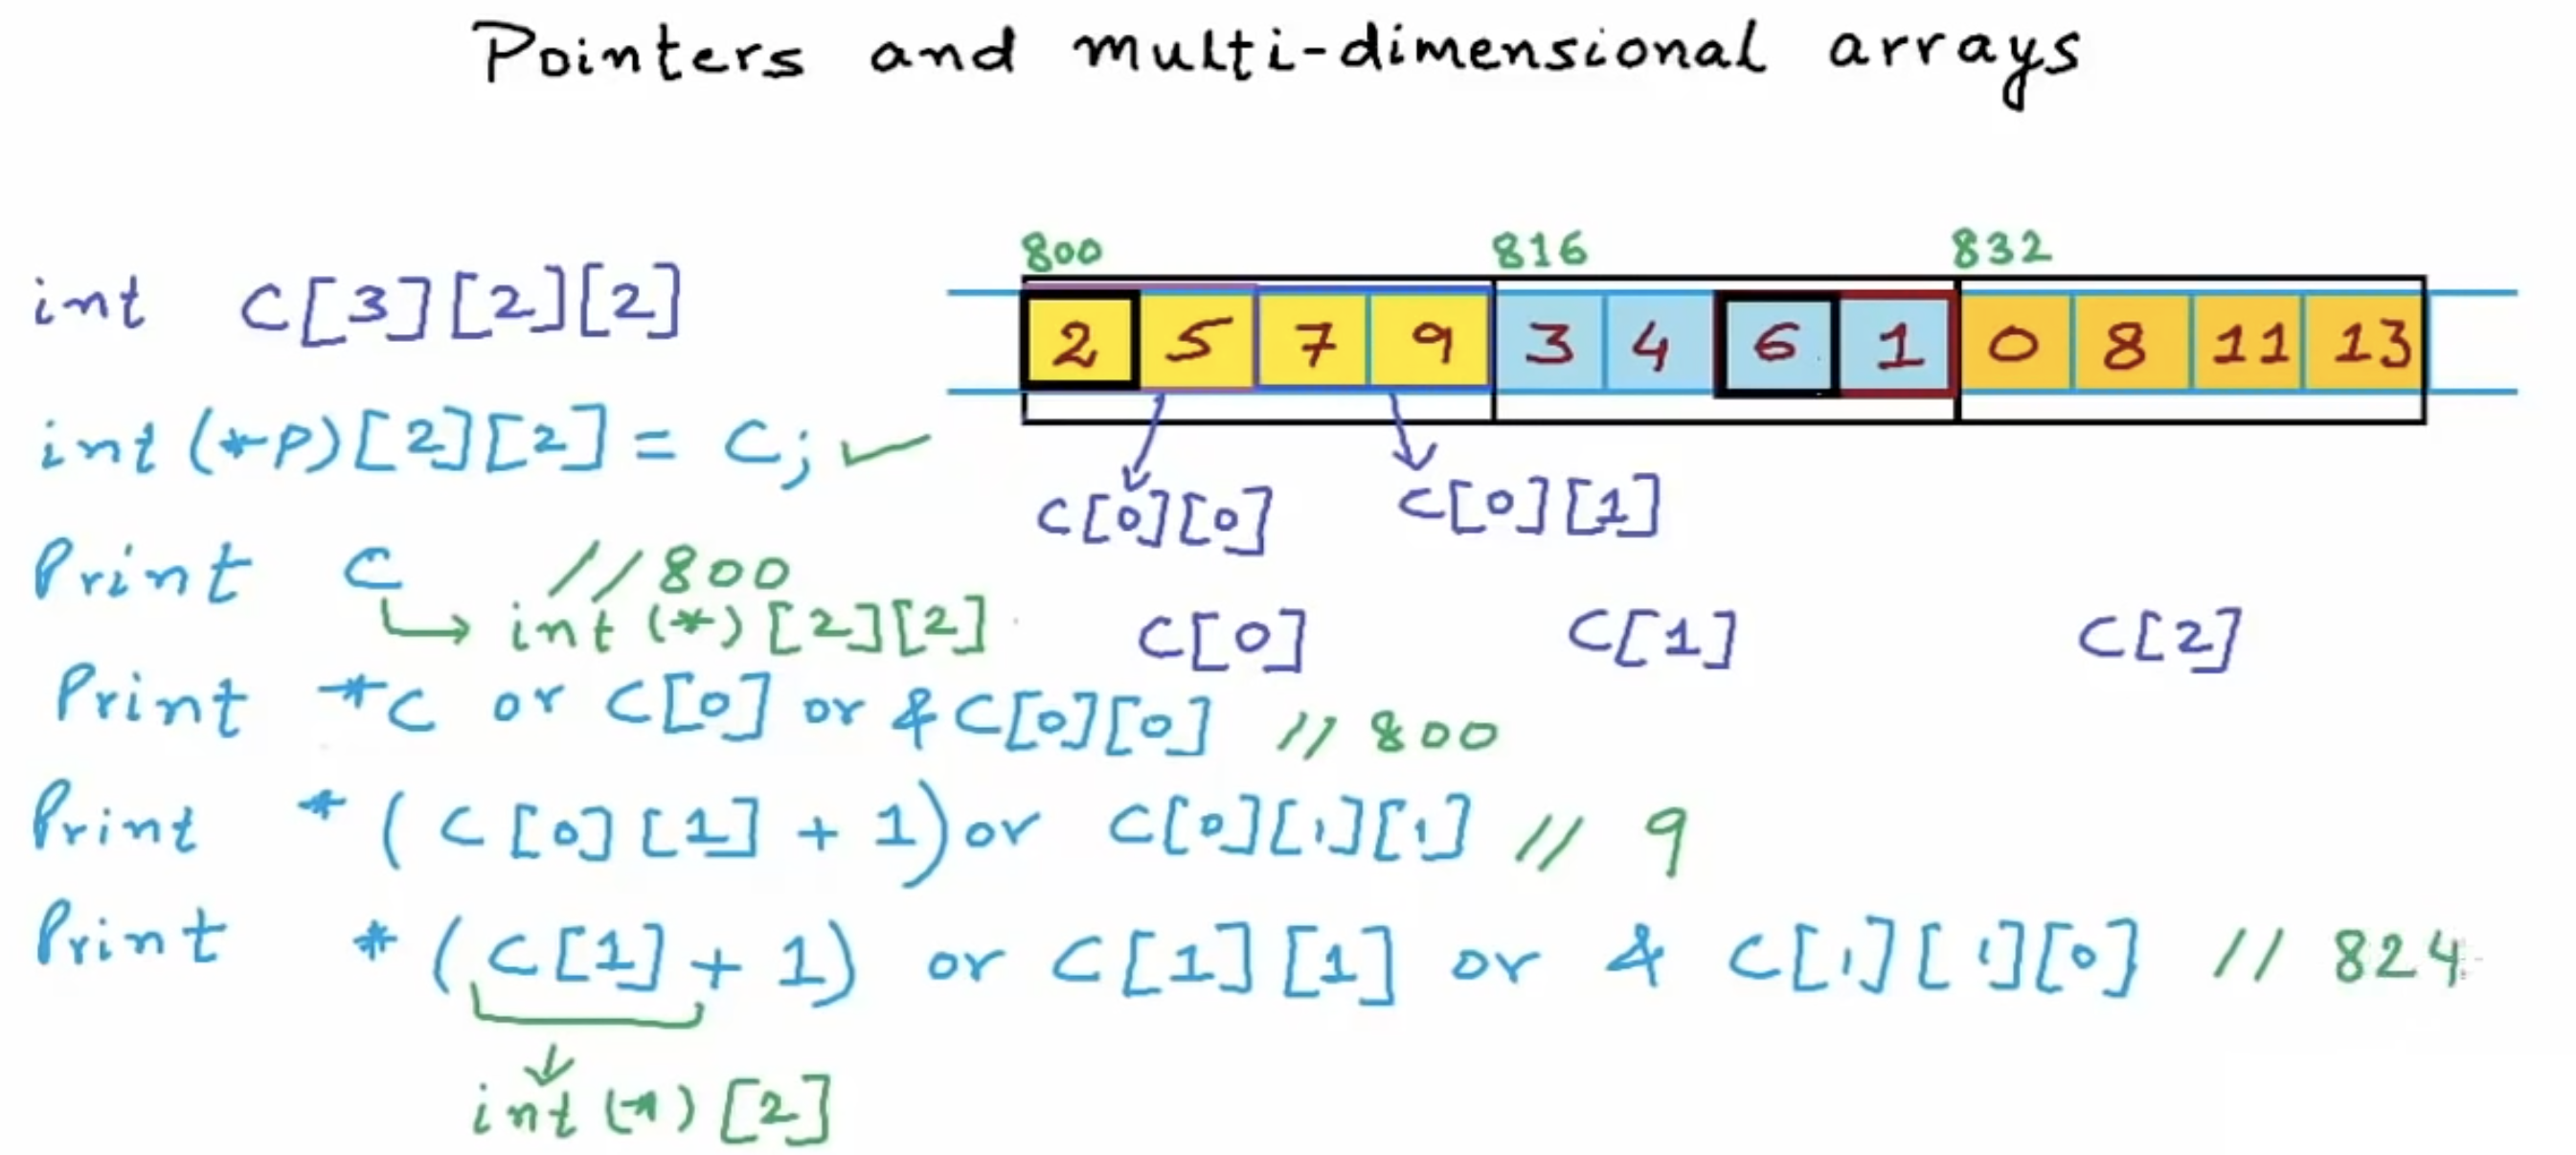 Pointers and multi-dimensional arrays
800 816 832
int C[3][2][2]
2 5 7 9 3 4 6 1 0 8 11 13
int (*P)[2][2] = C; ✓
C[0][0] C[0][1]
Print C //800
→ int (*)[2][2]
C[0] C[1] C[2]
Print *C or C[0] or &C[0][0] // 800
Print *(C[0][1] + 1) or C[0][1][1] // 9
Print *(C[1] + 1) or C[1][1] or & C[1][1][0] // 824
int (*)[2]